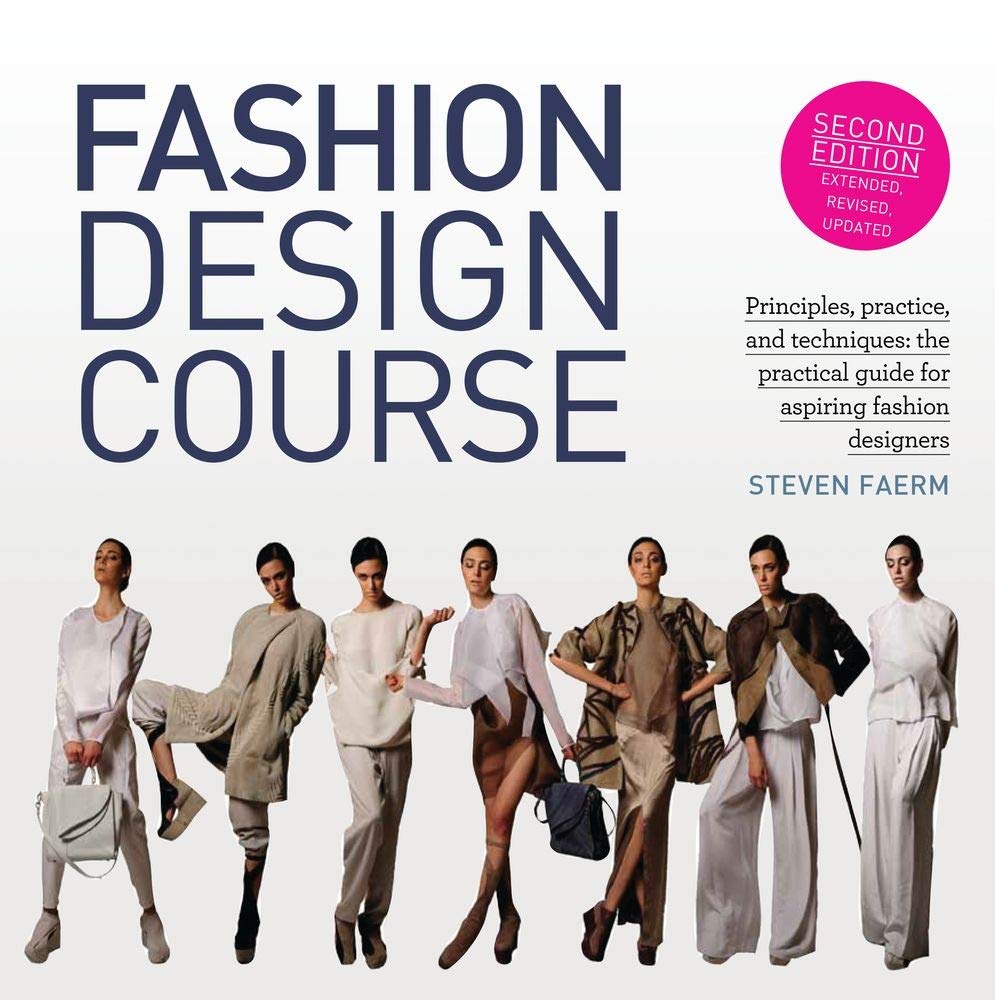 FASHION
DESIGN
COURSE
SECOND
EDITION
EXTENDED,
REVISED,
UPDATED
Principles, practice,
and techniques: the
practical guide for
aspiring fashion
designers
STEVEN FAERM